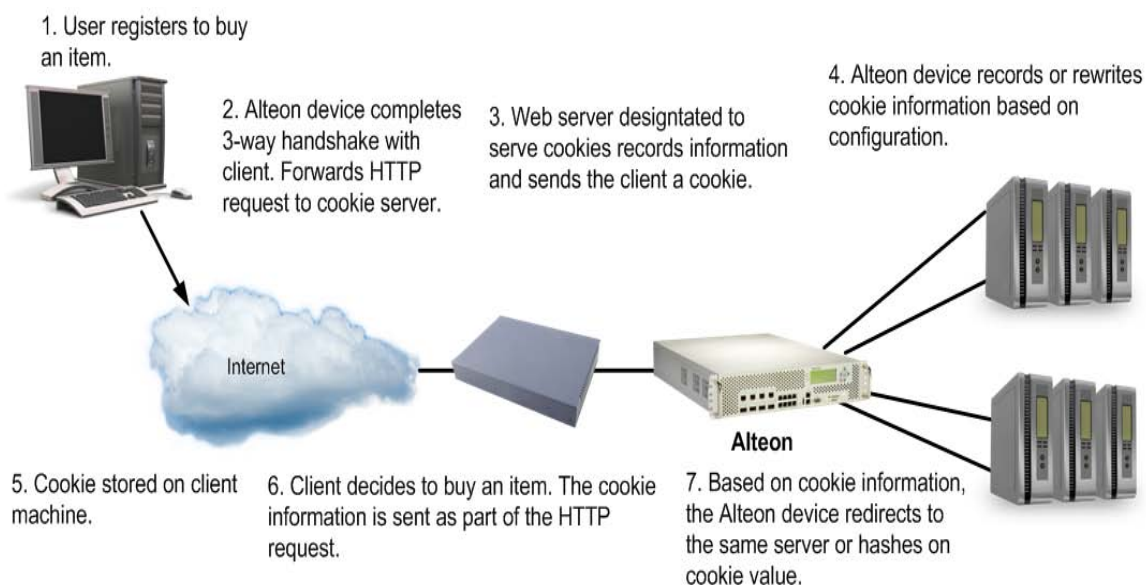 1. User registers to buy
an item.
2. Alteon device completes
3-way handshake with
client. Forwards HTTP
request to cookie server.
3. Web server designtated to
serve cookies records information
and sends the client a cookie.
4. Alteon device records or rewrites
cookie information based on
configuration.
Internet
Alteon
5. Cookie stored on client
machine.
6. Client decides to buy an item. The cookie
information is sent as part of the HTTP
request.
7. Based on cookie information,
the Alteon device redirects to
the same server or hashes on
cookie value.